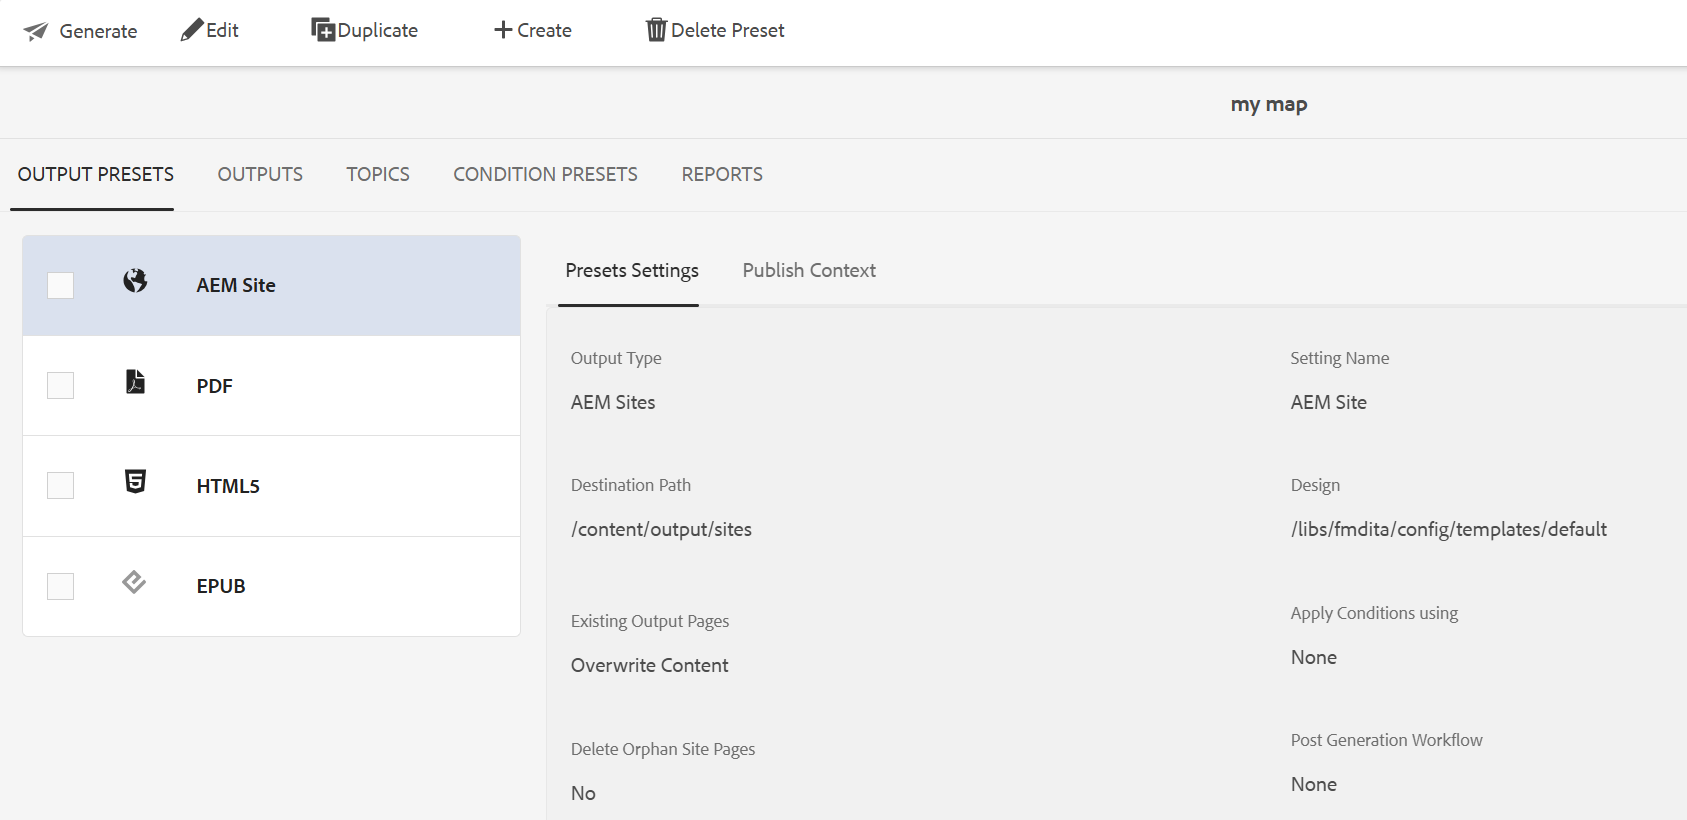 Generate Edit Duplicate Create Delete Preset
my map
OUTPUT PRESETS OUTPUTS TOPICS CONDITION PRESETS REPORTS
AEM Site
PDF
HTML5
EPUB
Presets Settings Publish Context
Output Type
AEM Sites
Setting Name
AEM Site
Destination Path
/content/output/sites
Design
/libs/fmdita/config/templates/default
Existing Output Pages
Overwrite Content
Apply Conditions using
None
Delete Orphan Site Pages
No
Post Generation Workflow
None